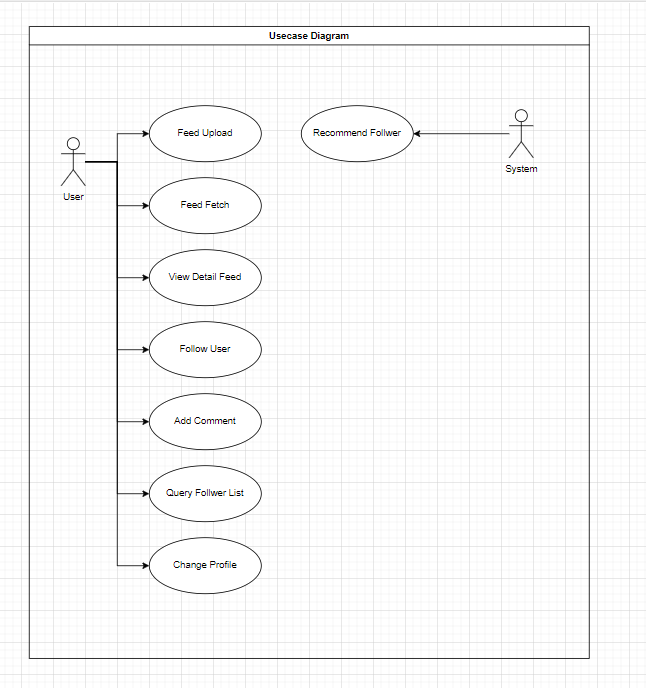 Usecase Diagram
Feed Upload
Recommend Follwer
System
User
Feed Fetch
View Detail Feed
Follow User
Add Comment
Query Follwer List
Change Profile